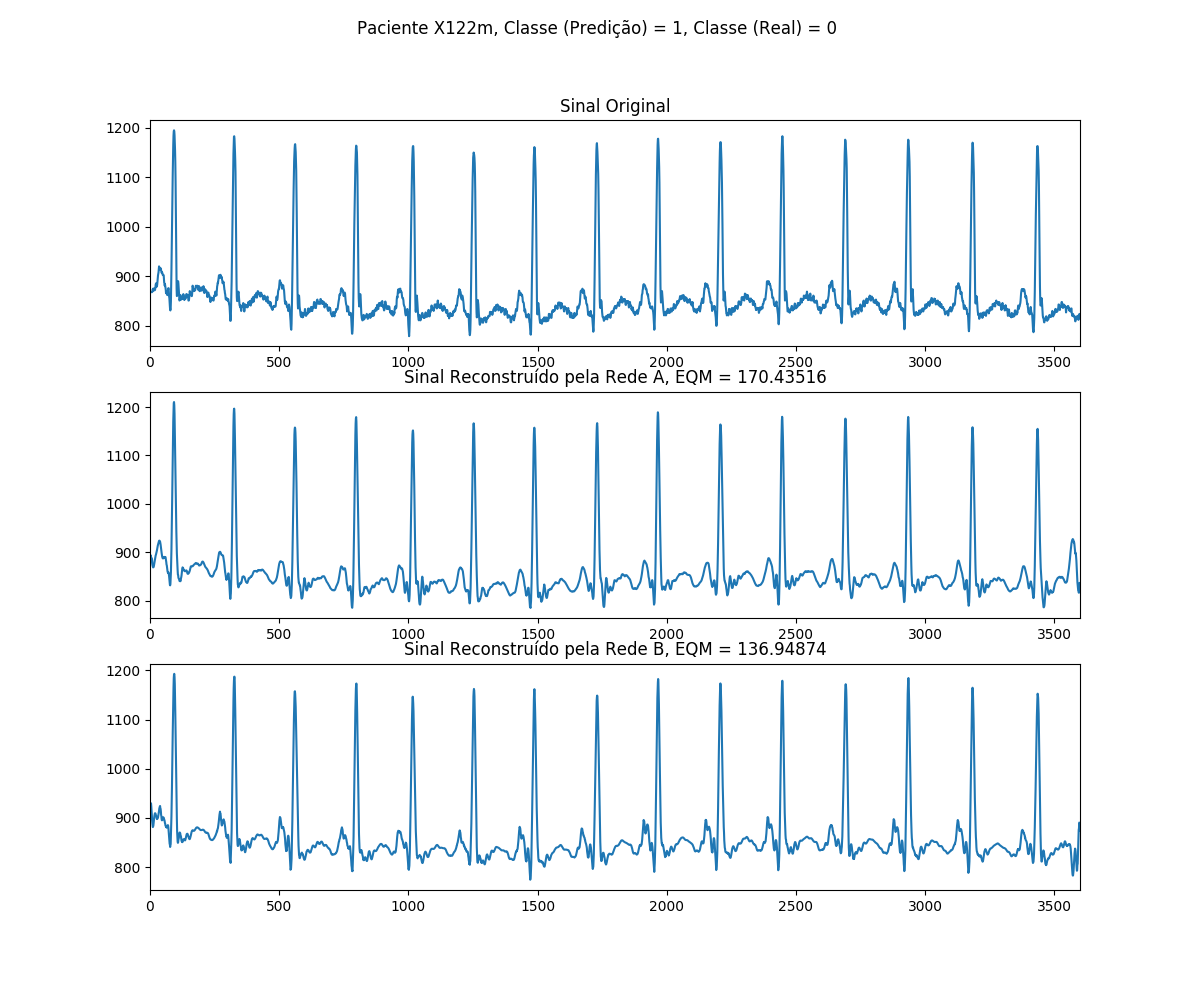 Paciente X122m, Classe (Predição) = 1, Classe (Real) = 0
Sinal Original
1200
1100
1000
900
800
0 500 1000 1500 2000 2500 3000 3500
Sinal Reconstruído pela Rede A, EQM = 170.43516
1200
1100
1000
900
800
0 500 1000 1500 2000 2500 3000 3500
Sinal Reconstruído pela Rede B, EQM = 136.94874
1200
1100
1000
900
800
0 500 1000 1500 2000 2500 3000 3500